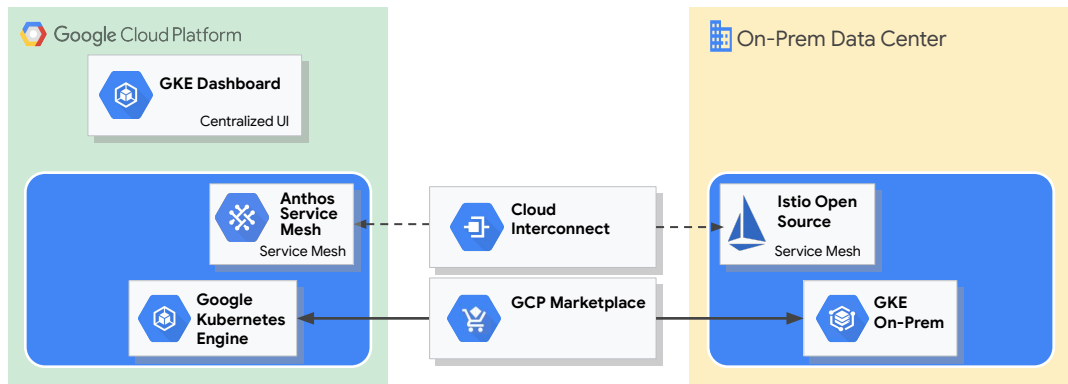 Google Cloud Platform
On-Prem Data Center
GKE Dashboard
Centralized UI
Anthos
Service
Mesh
Service Mesh
Cloud
Interconnect
Istio Open
Source
Service Mesh
Google
Kubernetes
Engine
GCP Marketplace
GKE
On-Prem